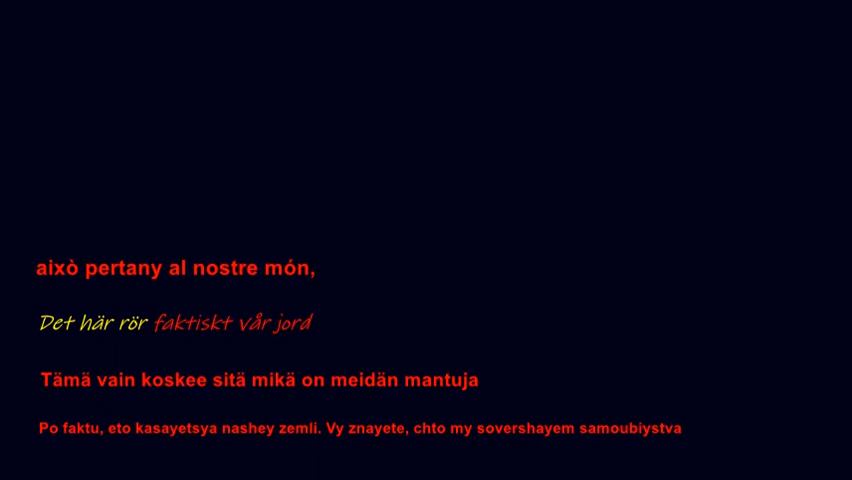 això pertany al nostre món,
Det här rör faktiskt vår jord
Tämä vain koskee sitä mikä on meidän mantuja
Po faktu, eto kasayetsya nashey zemli. Vy znayete, chto my sovershayem samoubiystva